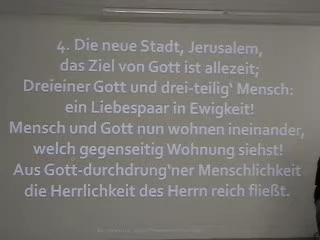 4. Die neue Stadt, Jerusalem,
das Ziel von Gott ist allezeit;
Dreieiner Gott und drei-teilig' Mensch:
ein Liebespaar in Ewigkeit!
Mensch und Gott nun wohnen ineinander,
welch gegenseitig Wohnung siehst!
Aus Gott-durchdrung'ner Menschlichkeit
die Herrlichkeit des Herrn reich fließt.